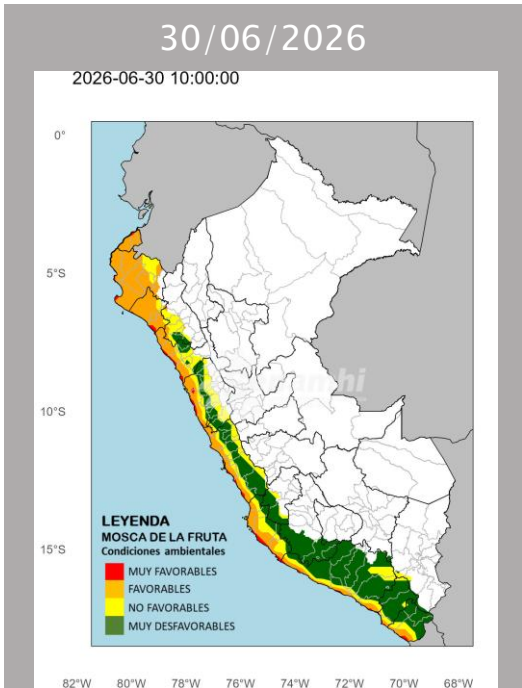 30/06/2026
2026-06-30 10:00:00
0°
5°S
10°S
15°S
LEYENDA
MOSCA DE LA FRUTA
Condiciones ambientales
MUY FAVORABLES
FAVORABLES
NO FAVORABLES
MUY DESFAVORABLES
82°W 80°W 78°W 76°W 74°W 72°W 70°W 68°W